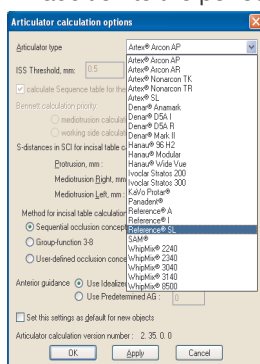 Articulator calculation options
Articulator type
Artex® Arcon AP
Artex® Arcon AP
Artex® Arcon AR
Artex® Nonarcon TK
Artex® Nonarcon TR
Artex® SL
Denar® Anamark
Denar® D5A I
Denar® D5A R
Denar® Mark II
Hanau® 96 H2
Hanau® Modular
Hanau® Wide Vue
Ivoclar Stratos 200
Ivoclar Stratos 300
KaVo Protar®
Panadent®
Reference® A
Reference® I
Reference® SL
SAM®
WhipMix® 2240
WhipMix® 2340
WhipMix® 3040
WhipMix® 3140
WhipMix® 8500
ISS Threshold, mm: 0.5
calculate Sequence table for the
Bennett calculation priority:
mediotrusion calculat
working side calculate
S-distances in SCI for incisal table c
Protrusion, mm :
Mediotrusion Right, mm
Mediotrusion Left, mm :
Method for incisal table calculation
Sequential occlusion concept
Group-function 3-8
User-defined occlusion concep
Anterior guidance Use Idealize
Use Predetermined AG : 0
Set this settings as default for new objects
Articulator calculation version number : 2. 35. 0. 0
OK Apply Cancel